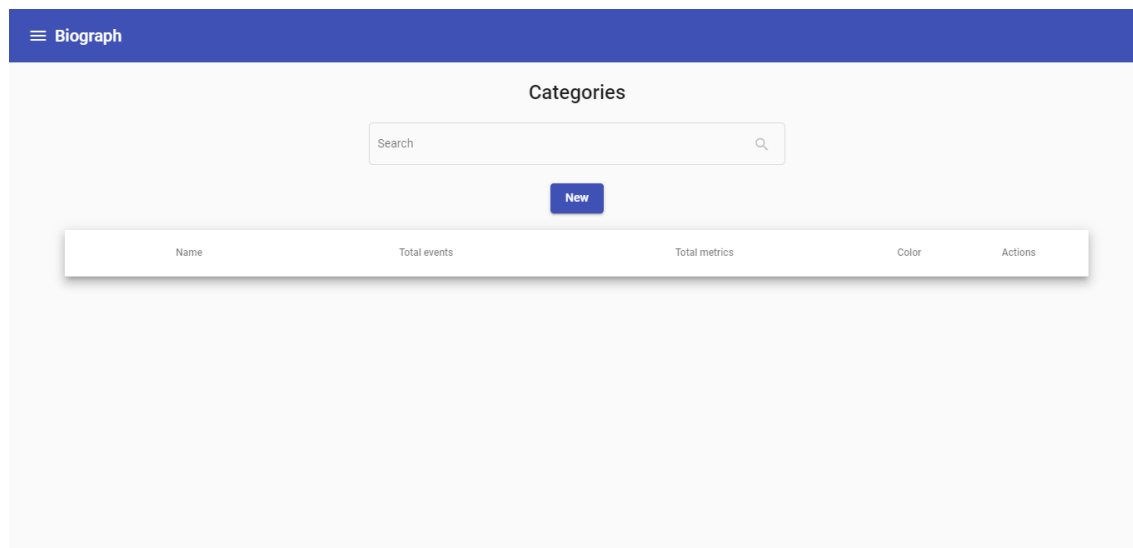 Biograph
Categories
Search
New
Name Total events Total metrics Color Actions